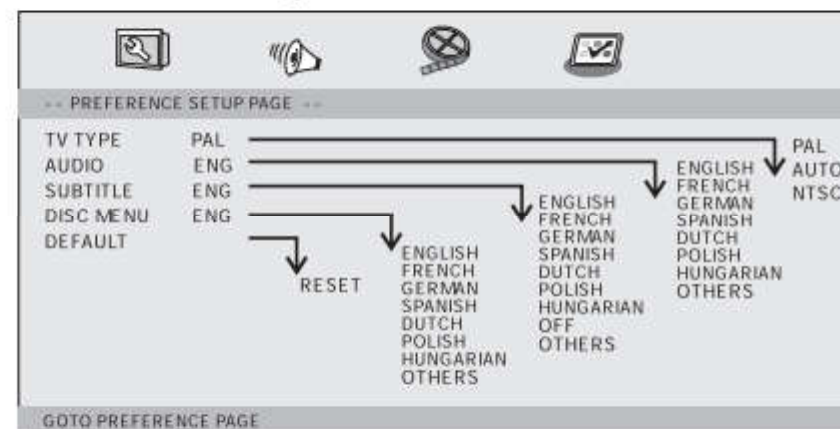 -- PREFERENCE SETUP PAGE --
TV TYPE PAL
AUDIO ENG
SUBTITLE ENG
DISC MENU ENG
DEFAULT
RESET
ENGLISH
FRENCH
GERMAN
SPANISH
DUTCH
POLISH
HUNGARIAN
OTHERS
ENGLISH
FRENCH
GERMAN
SPANISH
DUTCH
POLISH
HUNGARIAN
OFF
OTHERS
ENGLISH
FRENCH
GERMAN
SPANISH
DUTCH
POLISH
HUNGARIAN
OTHERS
PAL
AUTO
NTSC
GOTO PREFERENCE PAGE